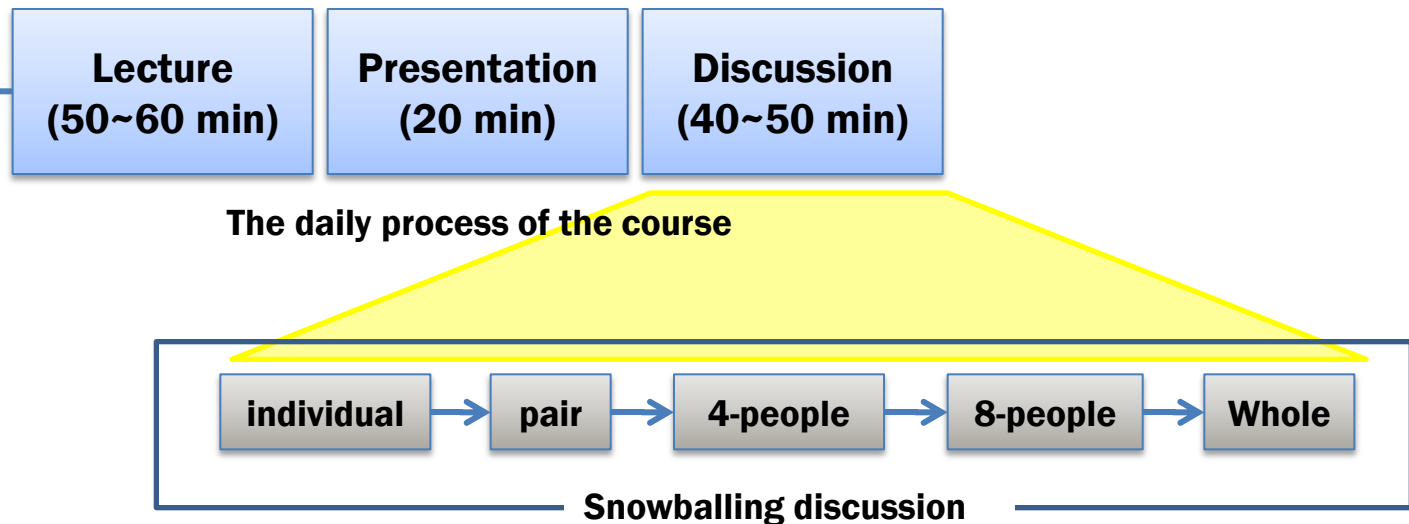 Lecture
(50~60 min)
Presentation
(20 min)
Discussion
(40~50 min)
The daily process of the course
individual
pair
4-people
8-people
Whole
Snowballing discussion